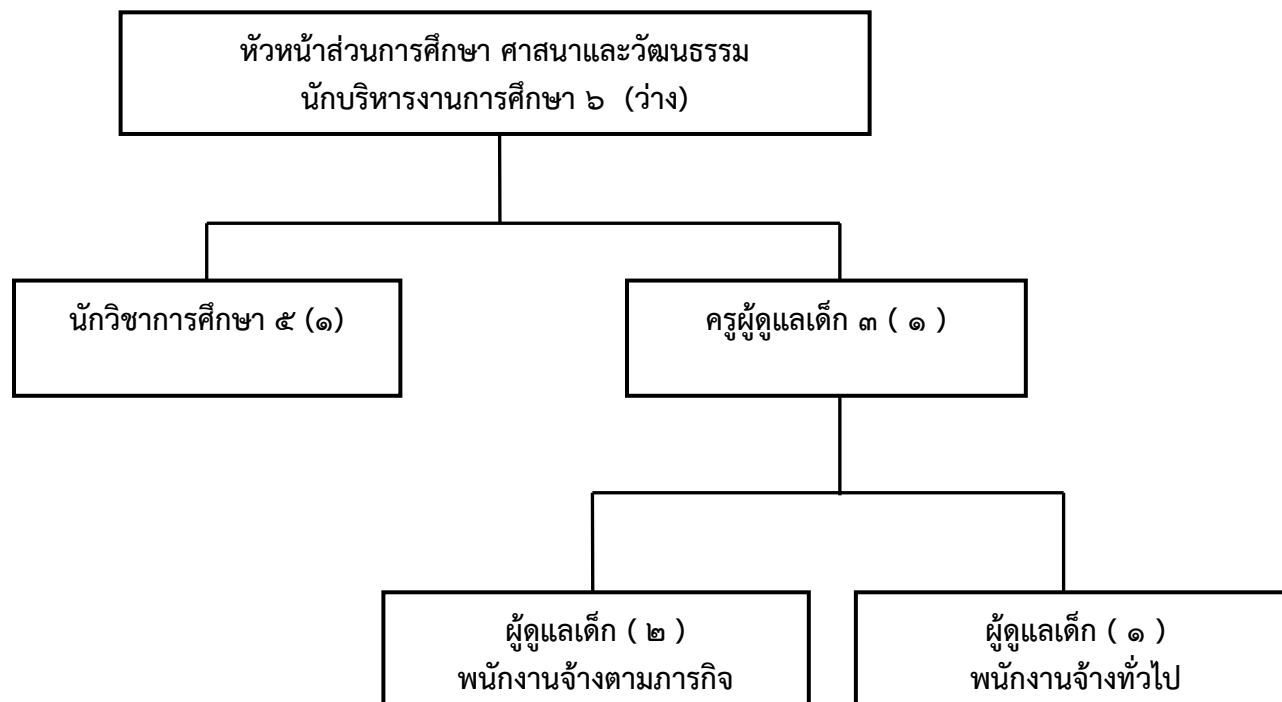 หัวหน้าส่วนการศึกษา ศาสนาและวัฒนธรรม
นักบริหารงานการศึกษา ๖ (ว่าง)
นักวิชาการศึกษา ๕ (๑)
ครูผู้ดูแลเด็ก ๓ ( ๑ )
ผู้ดูแลเด็ก ( ๒ )
พนักงานจ้างตามภารกิจ
ผู้ดูแลเด็ก ( ๑ )
พนักงานจ้างทั่วไป